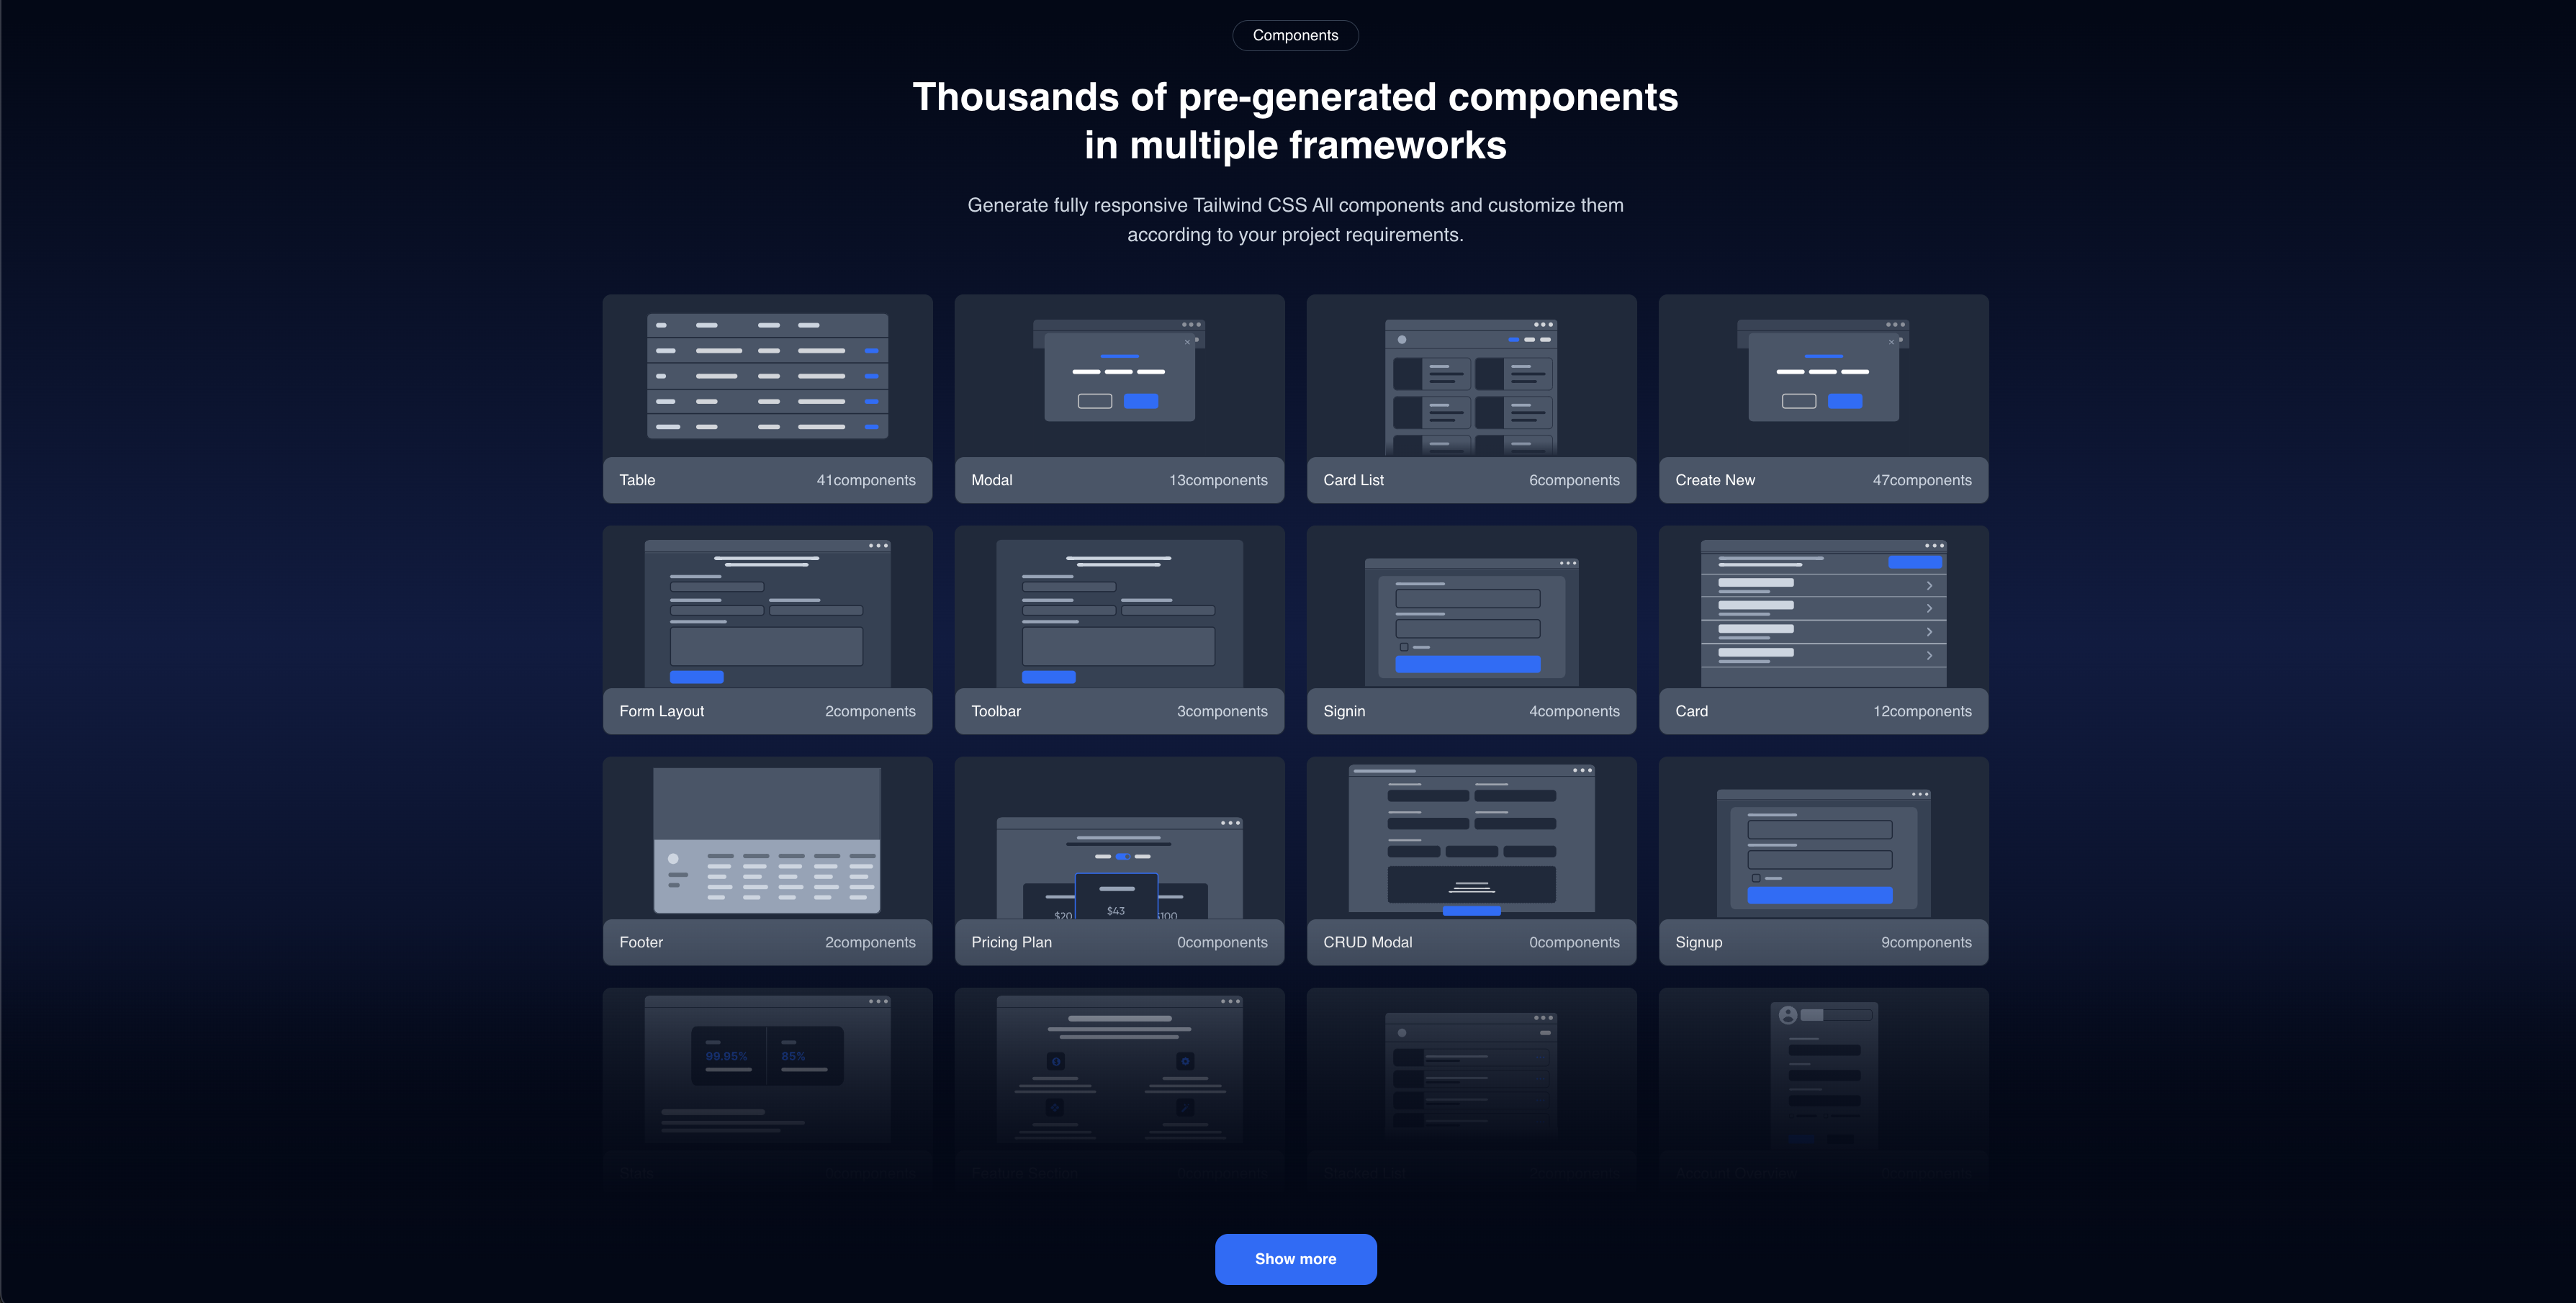 Components
Thousands of pre-generated components
in multiple frameworks
Generate fully responsive Tailwind CSS All components and customize them
according to your project requirements.
Table 41components
Modal 13components
Card List 6components
Create New 47components
Form Layout 2components
Toolbar 3components
Signin 4components
Card 12components
$20
$43
$100
Footer 2components
Pricing Plan 0components
CRUD Modal 0components
Signup 9components
99.95% 85%
Show more